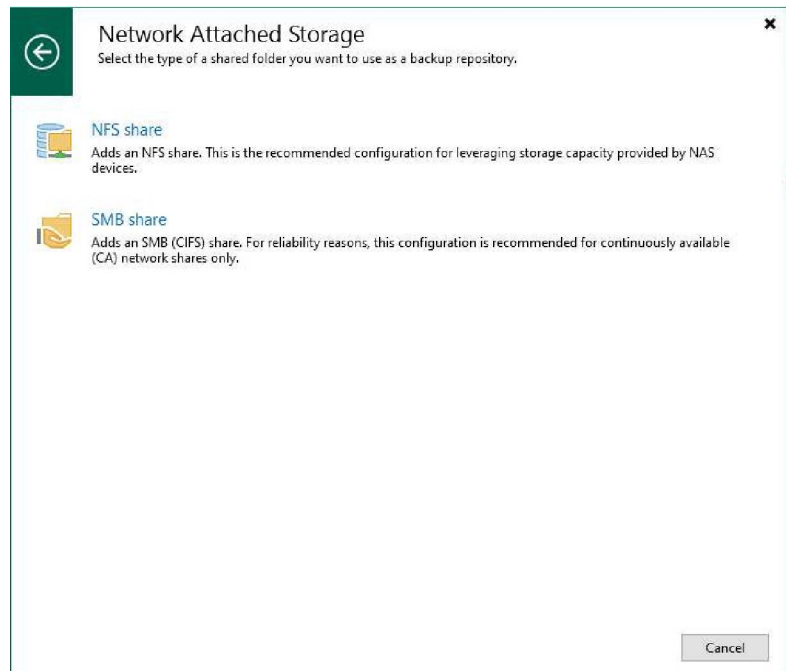 Network Attached Storage
Select the type of a shared folder you want to use as a backup repository.
NFS share
Adds an NFS share. This is the recommended configuration for leveraging storage capacity provided by NAS
devices.
SMB share
Adds an SMB (CIFS) share. For reliability reasons, this configuration is recommended for continuously available
(CA) network shares only.
Cancel